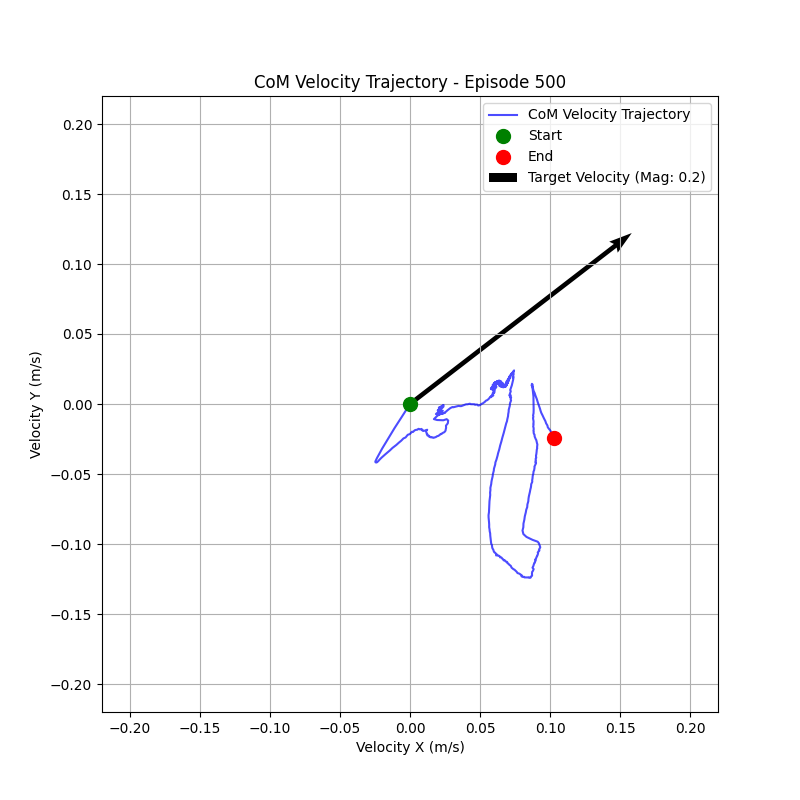 CoM Velocity Trajectory - Episode 500
CoM Velocity Trajectory
Start
End
Target Velocity (Mag: 0.2)
0.20
0.15
0.10
0.05
0.00
−0.05
−0.10
−0.15
−0.20
Velocity Y (m/s)
−0.20 −0.15 −0.10 −0.05 0.00 0.05 0.10 0.15 0.20
Velocity X (m/s)